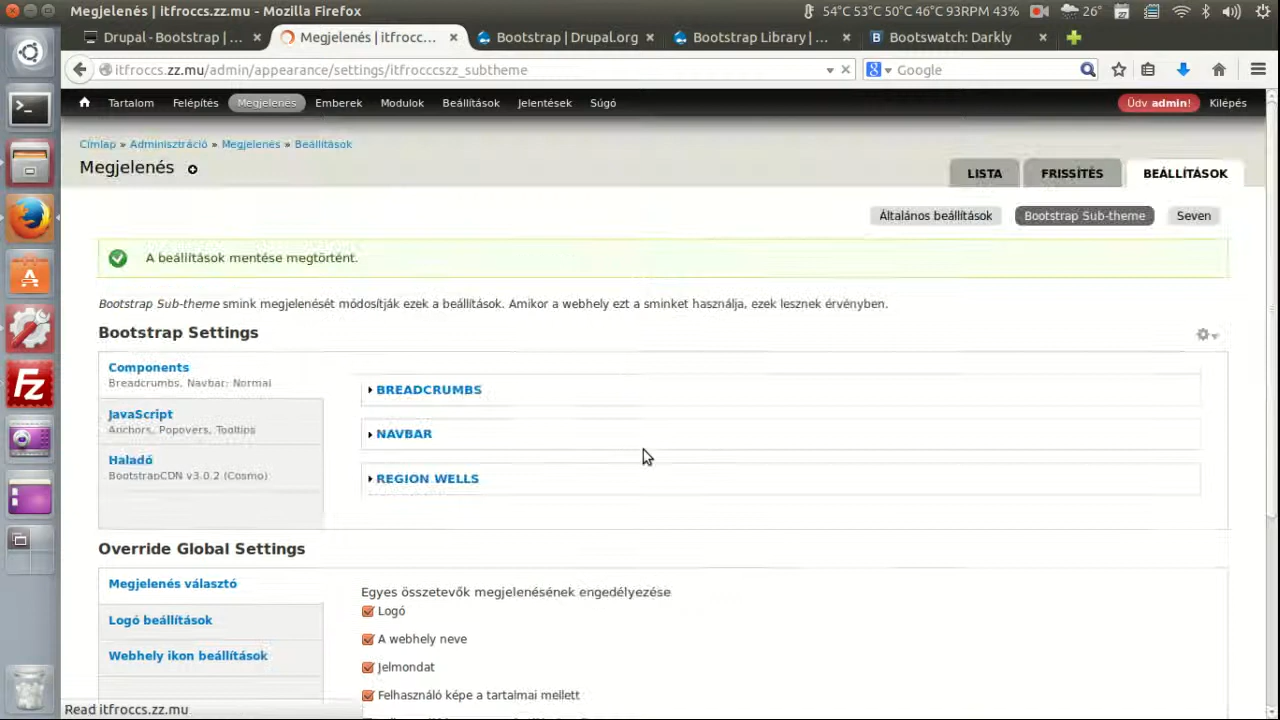 Megjelenés | itfroccs.zz.mu - Mozilla Firefox
54°C 53°C 50°C 46°C 93RPM 43% 26°
Drupal - Bootstrap | ...
Megjelenés | itfrocc...
Bootstrap | Drupal.org
Bootstrap Library | ...
Bootswatch: Darkly
itfroccs.zz.mu/admin/appearance/settings/itfrocccszz_subtheme
Google
Tartalom Felépítés Megjelenés Emberek Modulok Beállítások Jelentések Súgó
Üdv admin! Kilépés
Címlap » Adminisztráció » Megjelenés » Beállítások
Megjelenés
LISTA FRISSÍTÉS BEÁLLÍTÁSOK
Általános beállítások Bootstrap Sub-theme Seven
A beállítások mentése megtörtént.
Bootstrap Sub-theme smink megjelenését módosítják ezek a beállítások. Amikor a webhely ezt a sminket használja, ezek lesznek érvényben.
Bootstrap Settings
Components
Breadcrumbs, Navbar: Normal
JavaScript
Anchors, Popovers, Tooltips
Haladó
BootstrapCDN v3.0.2 (Cosmo)
BREADCRUMBS
NAVBAR
REGION WELLS
Override Global Settings
Megjelenés választó
Logó beállítások
Webhely ikon beállítások
Egyes összetevők megjelenésének engedélyezése
Logó
A webhely neve
Jelmondat
Felhasználó képe a tartalmai mellett
Read itfroccs.zz.mu